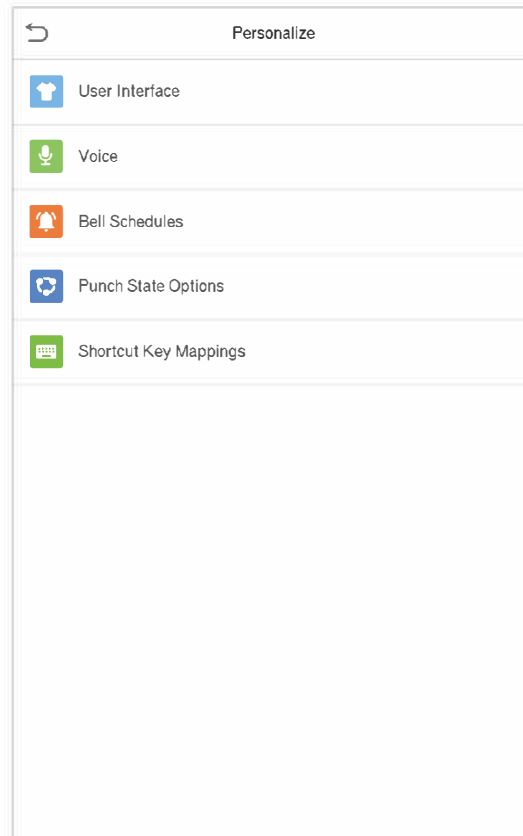 Personalize
User Interface
Voice
Bell Schedules
Punch State Options
Shortcut Key Mappings